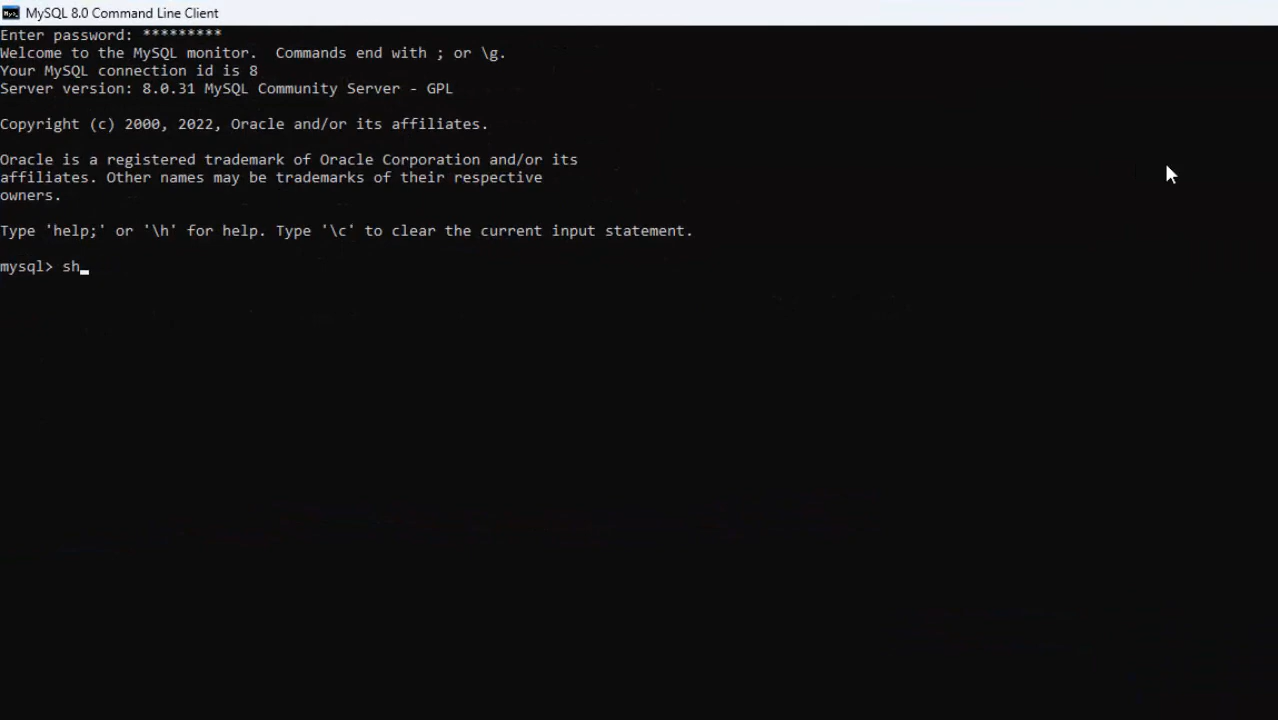 MySQL 8.0 Command Line Client
Enter password: *********
Welcome to the MySQL monitor.  Commands end with ; or \g.
Your MySQL connection id is 8
Server version: 8.0.31 MySQL Community Server - GPL
Copyright (c) 2000, 2022, Oracle and/or its affiliates.
Oracle is a registered trademark of Oracle Corporation and/or its
affiliates. Other names may be trademarks of their respective
owners.
Type 'help;' or '\h' for help. Type '\c' to clear the current input statement.
mysql> sh